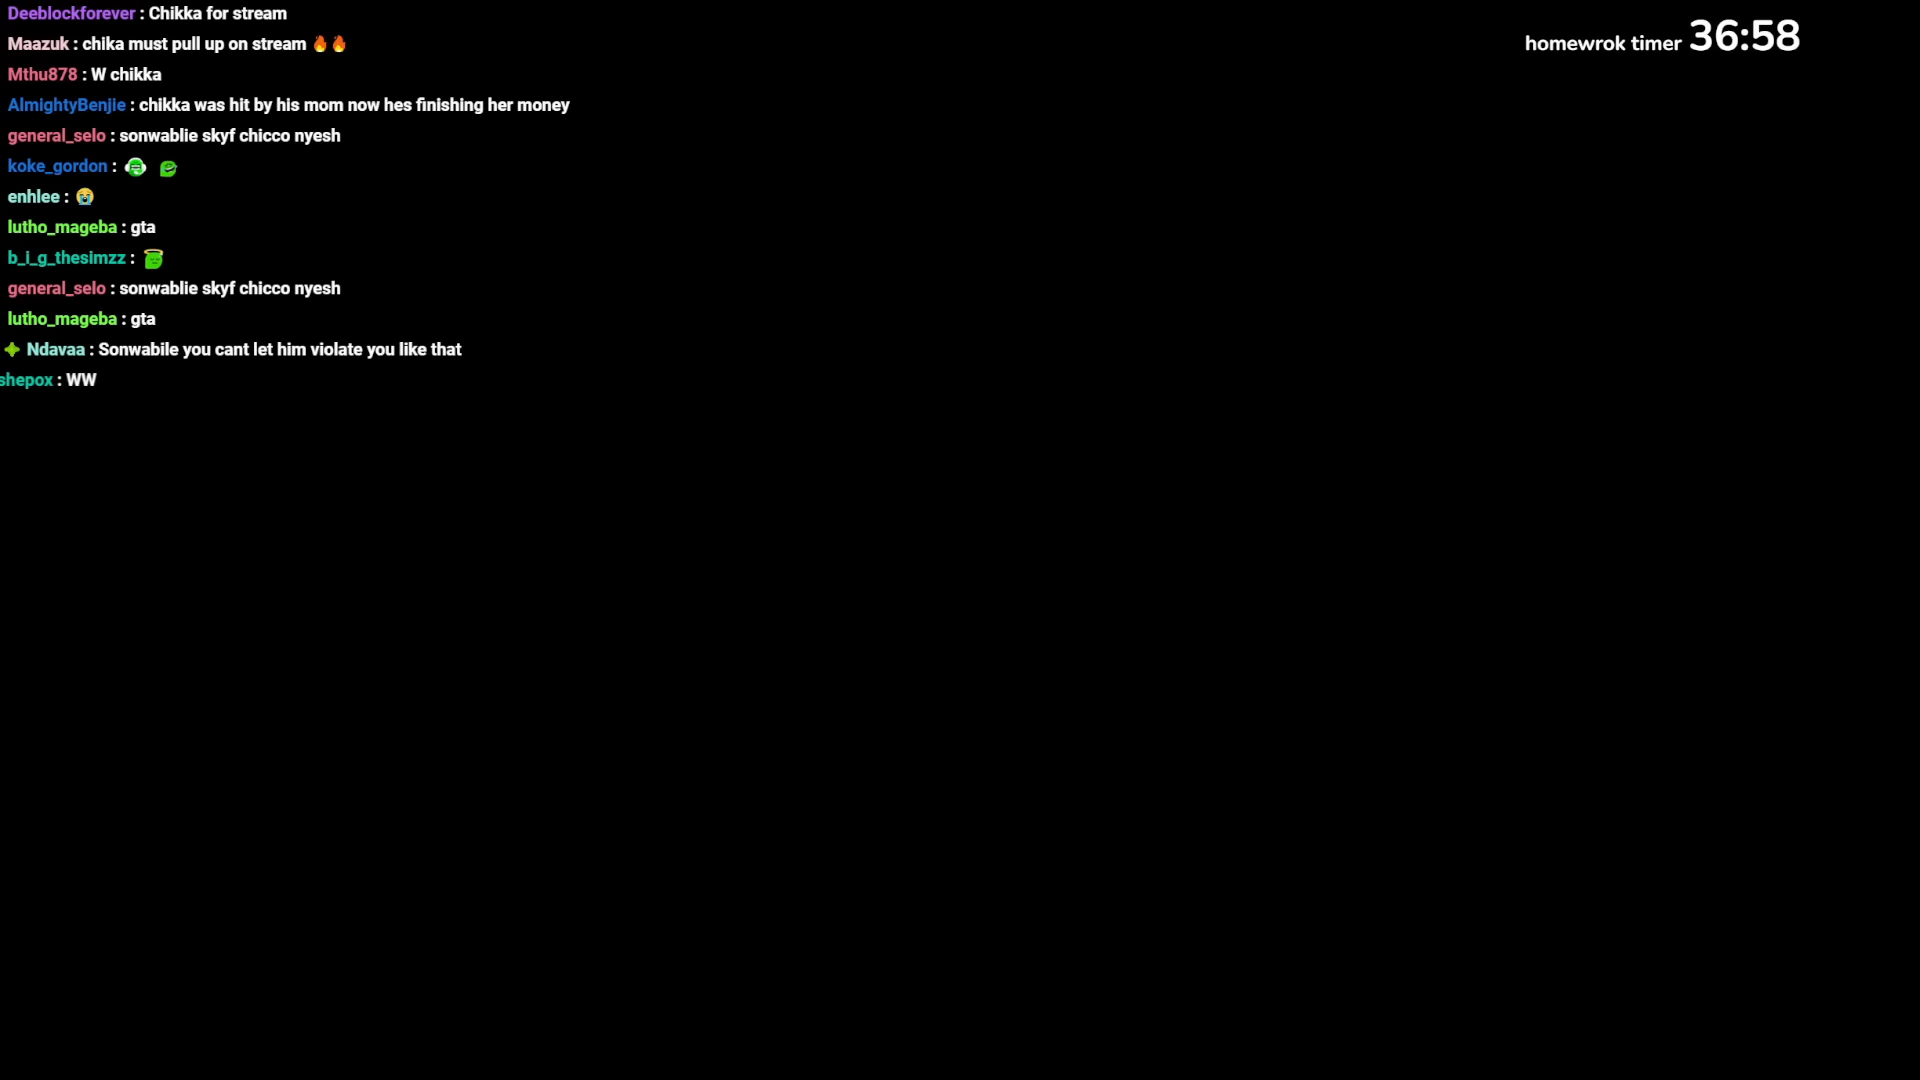 Deeblockforever : Chikka for stream
homewrok timer 36:58
Maazuk : chika must pull up on stream 🔥🔥
Mthu878 : W chikka
AlmightyBenjie : chikka was hit by his mom now hes finishing her money
general_selo : sonwablie skyf chicco nyesh
koke_gordon :
enhlee : 😭
lutho_mageba : gta
b_i_g_thesimzz :
general_selo : sonwablie skyf chicco nyesh
lutho_mageba : gta
Ndavaa : Sonwabile you cant let him violate you like that
shepox : WW